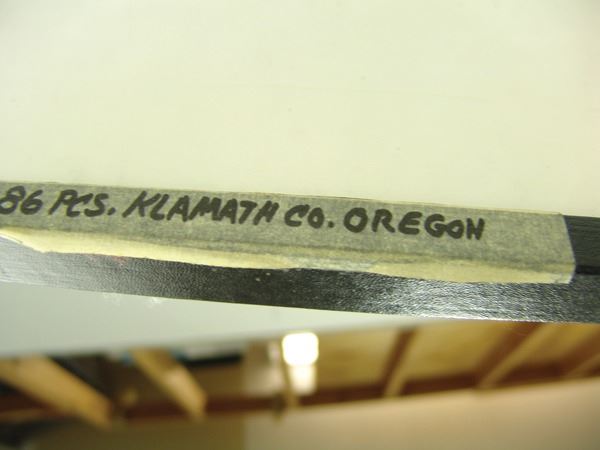 86 PCS. KLAMATH CO. OREGON